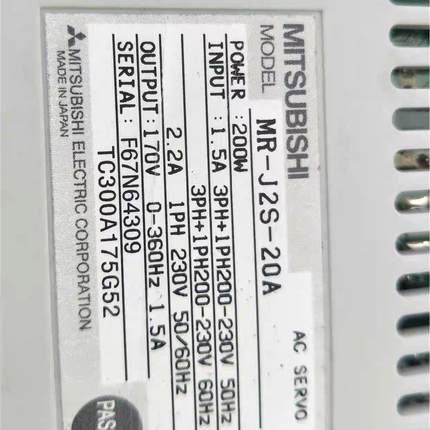 MITSUBISHI
AC SERVO
MODEL MR-J2S-20A
POWER :200W
INPUT :1.5A 3PH+1PH200-230V 50Hz
3PH+1PH200-230V 60Hz
2.2A 1PH 230V 50/60Hz
OUTPUT:170V 0-360Hz 1.5A
SERIAL: F67N64309
TC300A175G52
MITSUBISHI ELECTRIC CORPORATION
MADE IN JAPAN
PAS